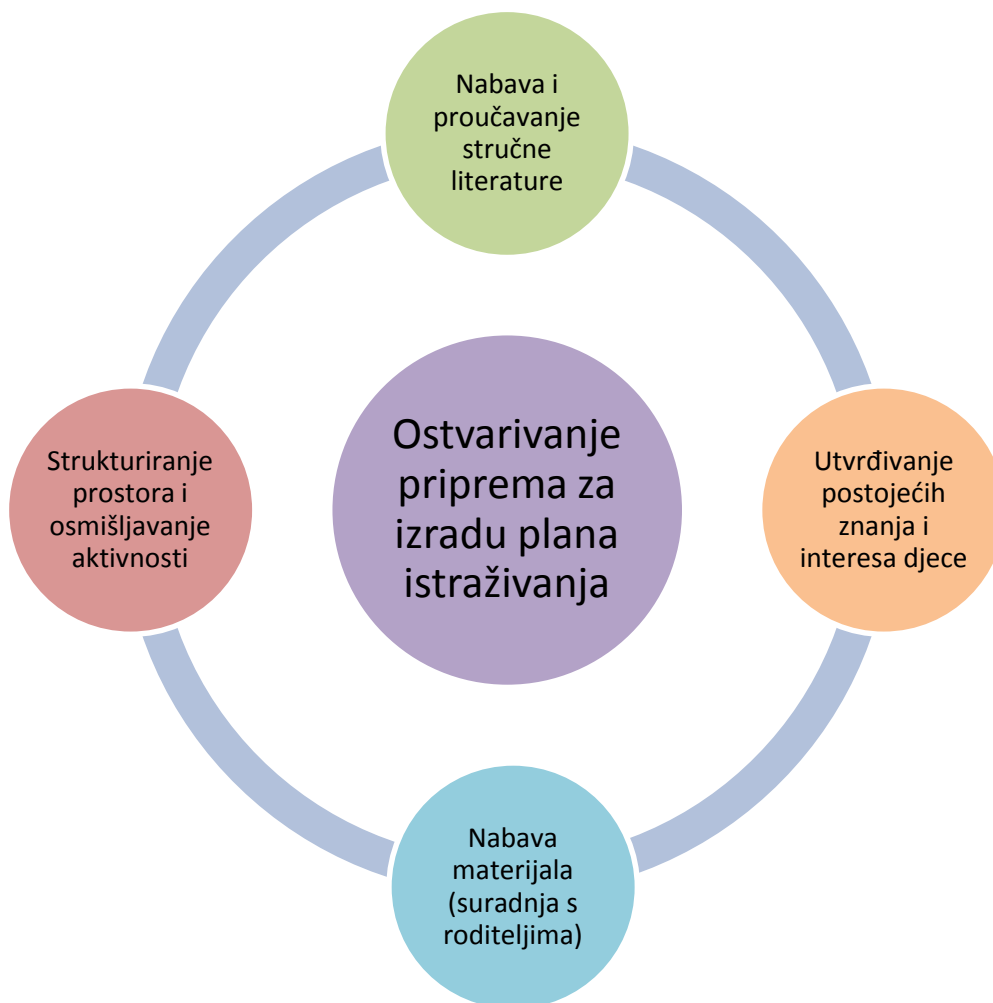 Nabava i
proučavanje
stručne
literature
Ostvarivanje
priprema za
izradu plana
istraživanja
Strukturiranje
prostora i
osmišljavanje
aktivnosti
Utvrđivanje
postojećih
znanja i
interesa djece
Nabava
materijala
(suradnja s
roditeljima)